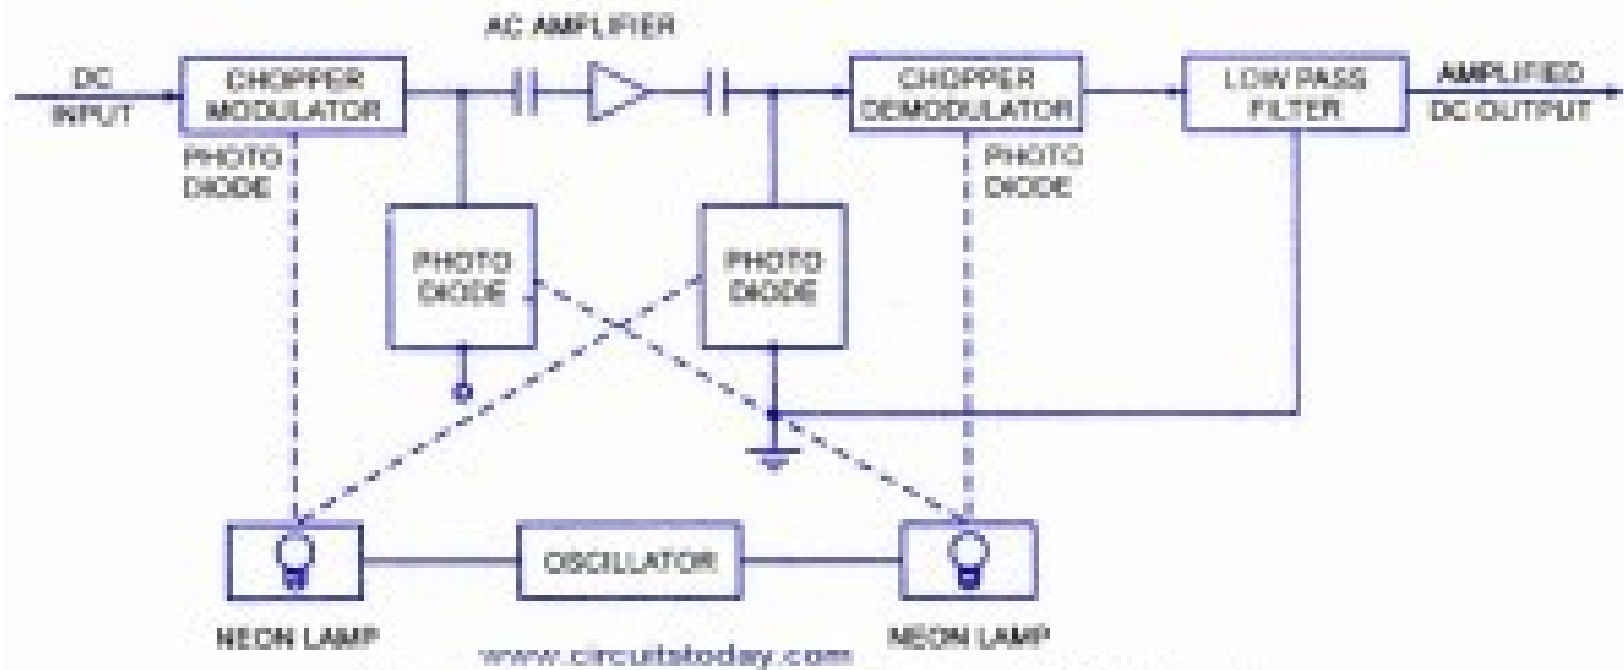 AC AMPLIFIER
DC
INPUT
CHOPPER
MODULATOR
CHOPPER
DEMODULATOR
LOW PASS
FILTER
AMPLIFIED
DC OUTPUT
PHOTO
DIODE
PHOTO
DIODE
PHOTO
DIODE
PHOTO
DIODE
OSCILLATOR
NEON LAMP
NEON LAMP
www.circuitstoday.com